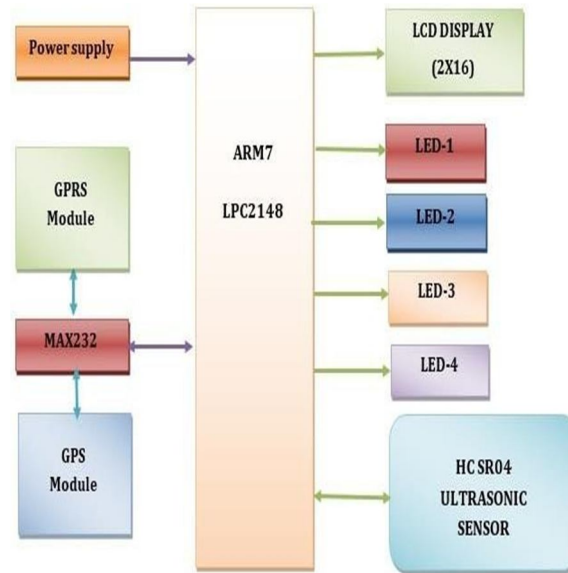 Power supply
GPRS
Module
MAX232
GPS
Module
ARM7
LPC2148
LCD DISPLAY
(2X16)
LED-1
LED-2
LED-3
LED-4
HC SR04
ULTRASONIC
SENSOR